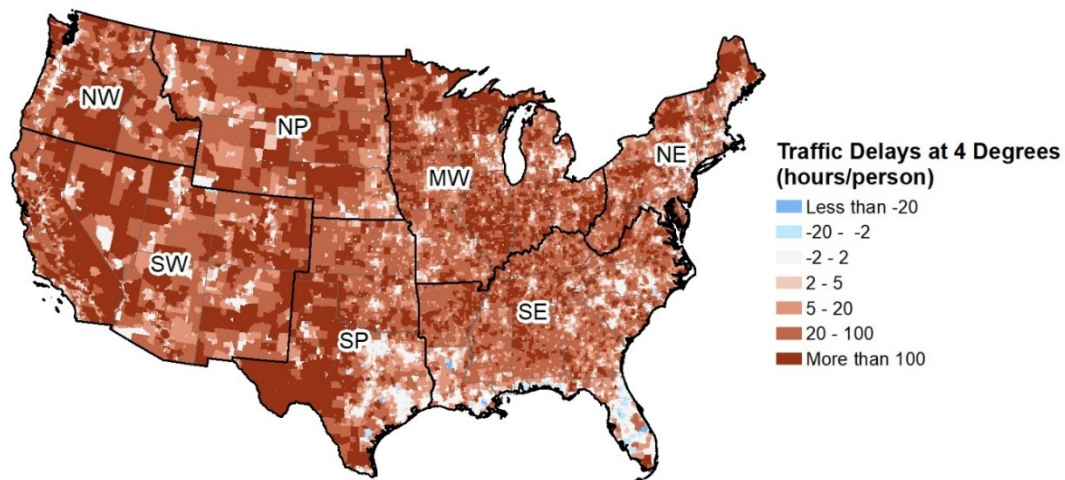 NW
NP
MW
NE
SW
SP
SE
Traffic Delays at 4 Degrees
(hours/person)
Less than -20
-20 - -2
-2 - 2
2 - 5
5 - 20
20 - 100
More than 100